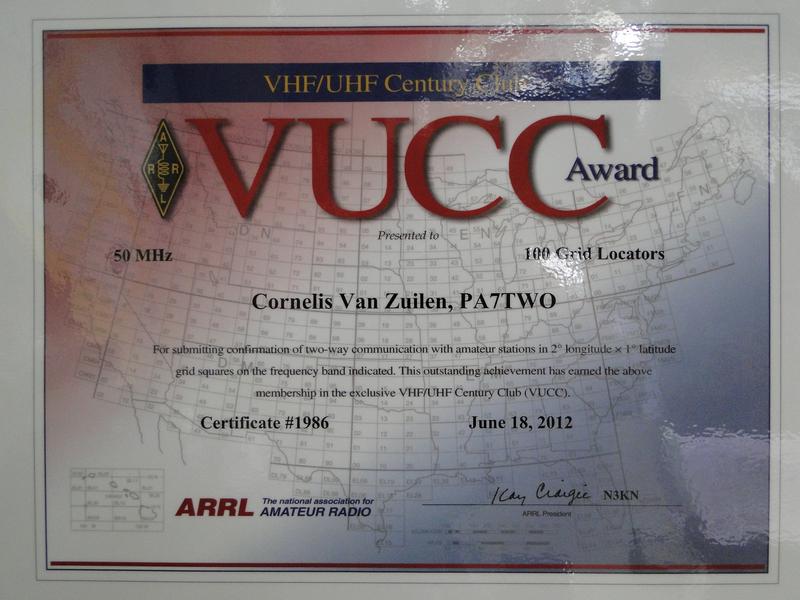 VHF/UHF Century Club
VUCC Award
A
R R
L
Presented to
50 MHz
100 Grid Locators
Cornelis Van Zuilen, PA7TWO
For submitting confirmation of two-way communication with amateur stations in 2° longitude × 1° latitude
grid squares on the frequency band indicated. This outstanding achievement has earned the above
membership in the exclusive VHF/UHF Century Club (VUCC).
Certificate #1986
June 18, 2012
ARRL The national association for
AMATEUR RADIO
Kay Craigie N3KN
ARRL President